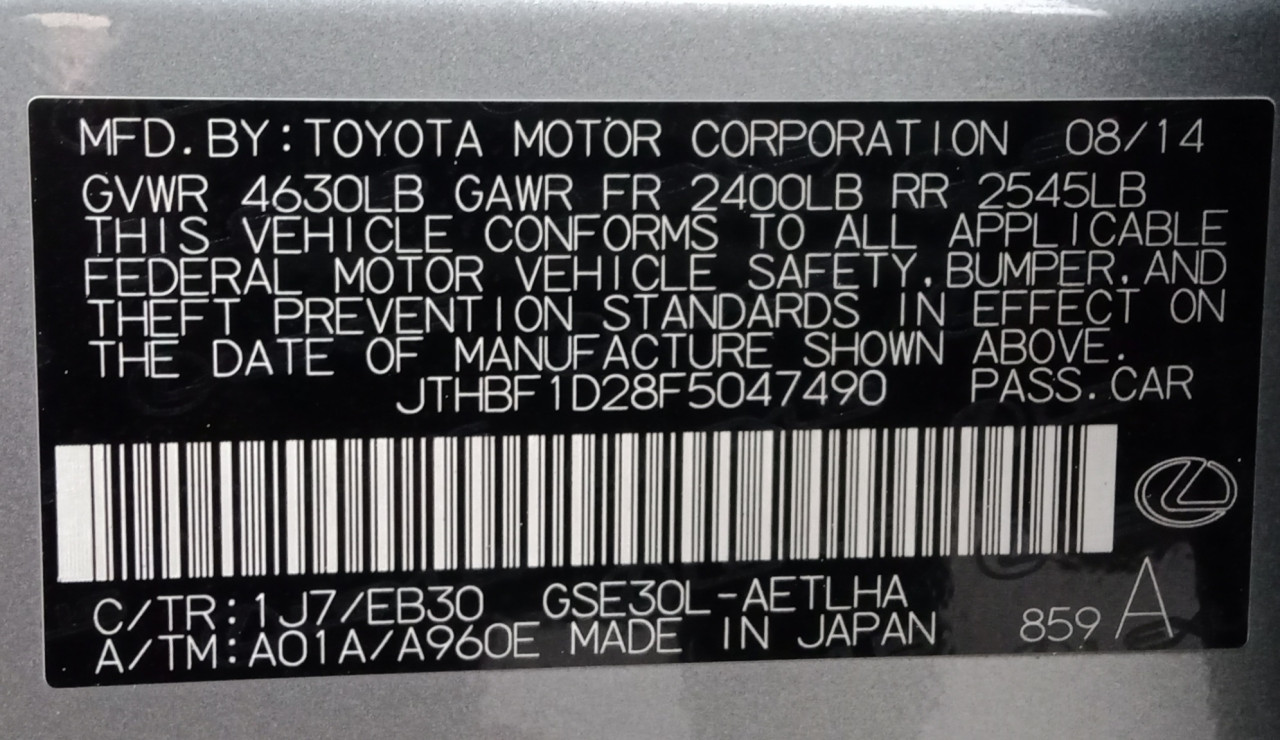 MFD. BY: TOYOTA MOTOR CORPORATION 08/14
GVWR 4630LB GAWR FR 2400LB RR 2545LB
THIS VEHICLE CONFORMS TO ALL APPLICABLE
FEDERAL MOTOR VEHICLE SAFETY, BUMPER, AND
THEFT PREVENTION STANDARDS IN EFFECT ON
THE DATE OF MANUFACTURE SHOWN ABOVE.
JTHBF1D28F5047490 PASS. CAR
C/TR: 1J7/EB30 GSE30L-AETLHA
A/TM: A01A/A960E MADE IN JAPAN 859 A